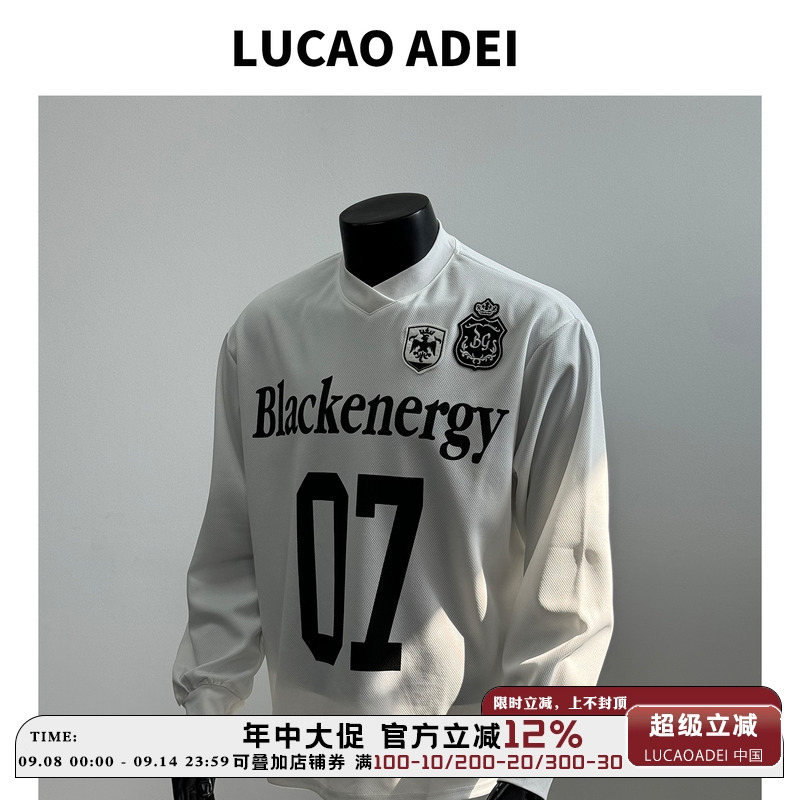 LUCAO ADEI
BG
Blackenergy
07
限时立减，上不封顶
TIME:
年中大促 官方立减12%
超级立减
09.08 00:00 - 09.14 23:59
可叠加店铺券 满100-10/200-20/300-30
LUCAOADEI 中国